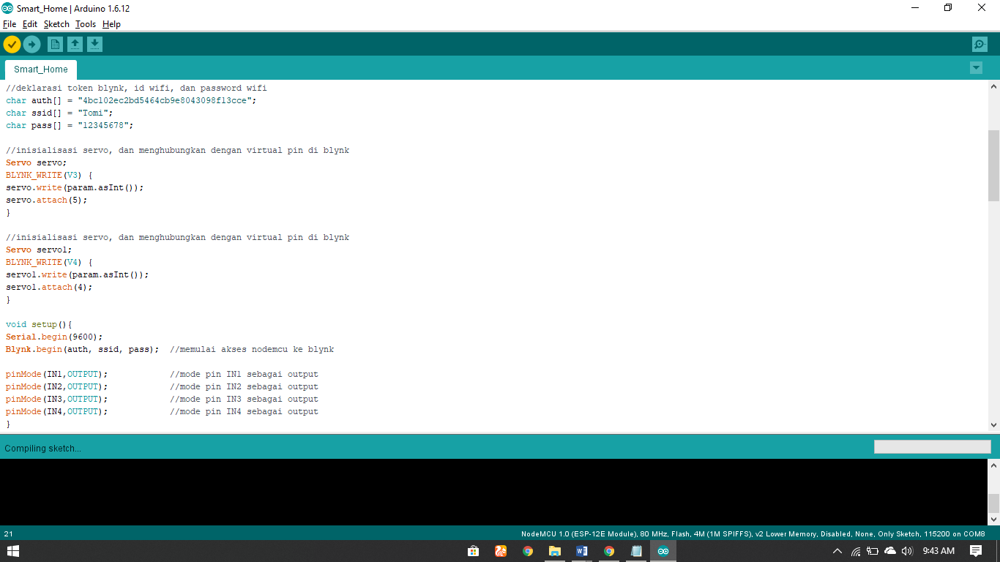 Smart_Home | Arduino 1.6.12
File Edit Sketch Tools Help
Smart_Home
//deklarasi token blynk, id wifi, dan password wifi
char auth[] = "4bc102ec2bd5464cb9e8043098f13cce";
char ssid[] = "Tomi";
char pass[] = "12345678";
//inisialisasi servo, dan menghubungkan dengan virtual pin di blynk
Servo servo;
BLYNK_WRITE(V3) {
servo.write(param.asInt());
servo.attach(5);
}
//inisialisasi servo, dan menghubungkan dengan virtual pin di blynk
Servo servo1;
BLYNK_WRITE(V4) {
servo1.write(param.asInt());
servo1.attach(4);
}
void setup(){
Serial.begin(9600);
Blynk.begin(auth, ssid, pass);  //memulai akses nodemcu ke blynk
pinMode(IN1,OUTPUT);            //mode pin IN1 sebagai output
pinMode(IN2,OUTPUT);            //mode pin IN2 sebagai output
pinMode(IN3,OUTPUT);            //mode pin IN3 sebagai output
pinMode(IN4,OUTPUT);            //mode pin IN4 sebagai output
}
Compiling sketch...
21 NodeMCU 1.0 (ESP-12E Module), 80 MHz, Flash, 4M (1M SPIFFS), v2 Lower Memory, Disabled, None, Only Sketch, 115200 on COM8
9:43 AM